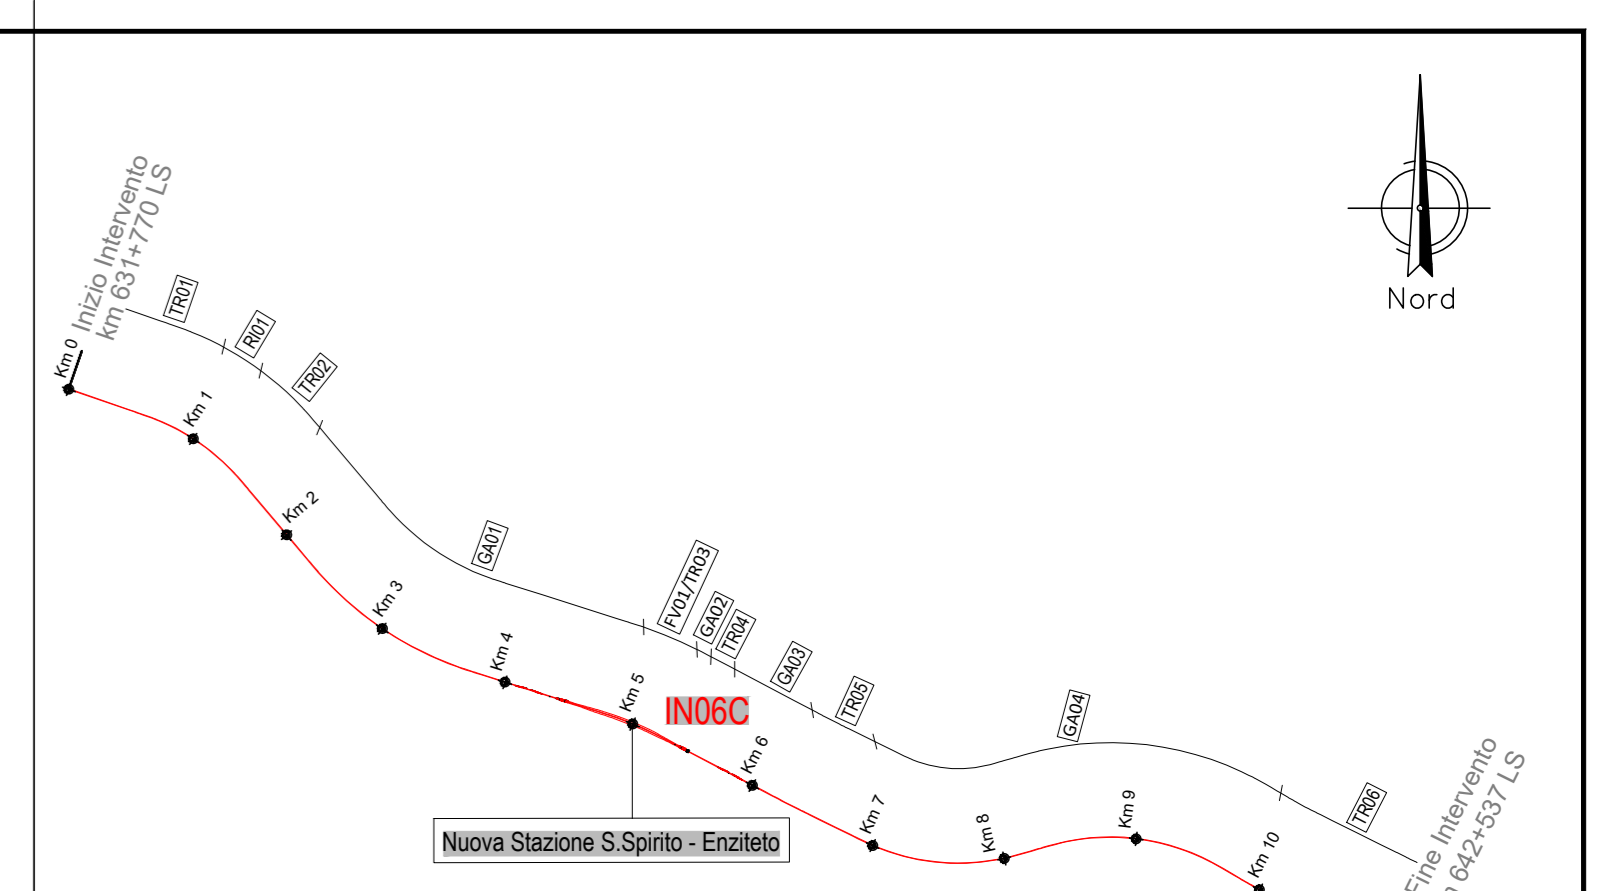 Nord
Inizio Intervento
km 631+770 LS
TR01
RI01
TR02
Km 0
Km 1
Km 2
GA01
FV01/TR03
GA02
TR04
Km 3
Km 4
GA03
Km 5
IN06C
TR05
GA04
Km 6
Fine Intervento
642+537 LS
TR06
Km 7
Km 8
Km 9
Km 10
Nuova Stazione S.Spirito - Enziteto